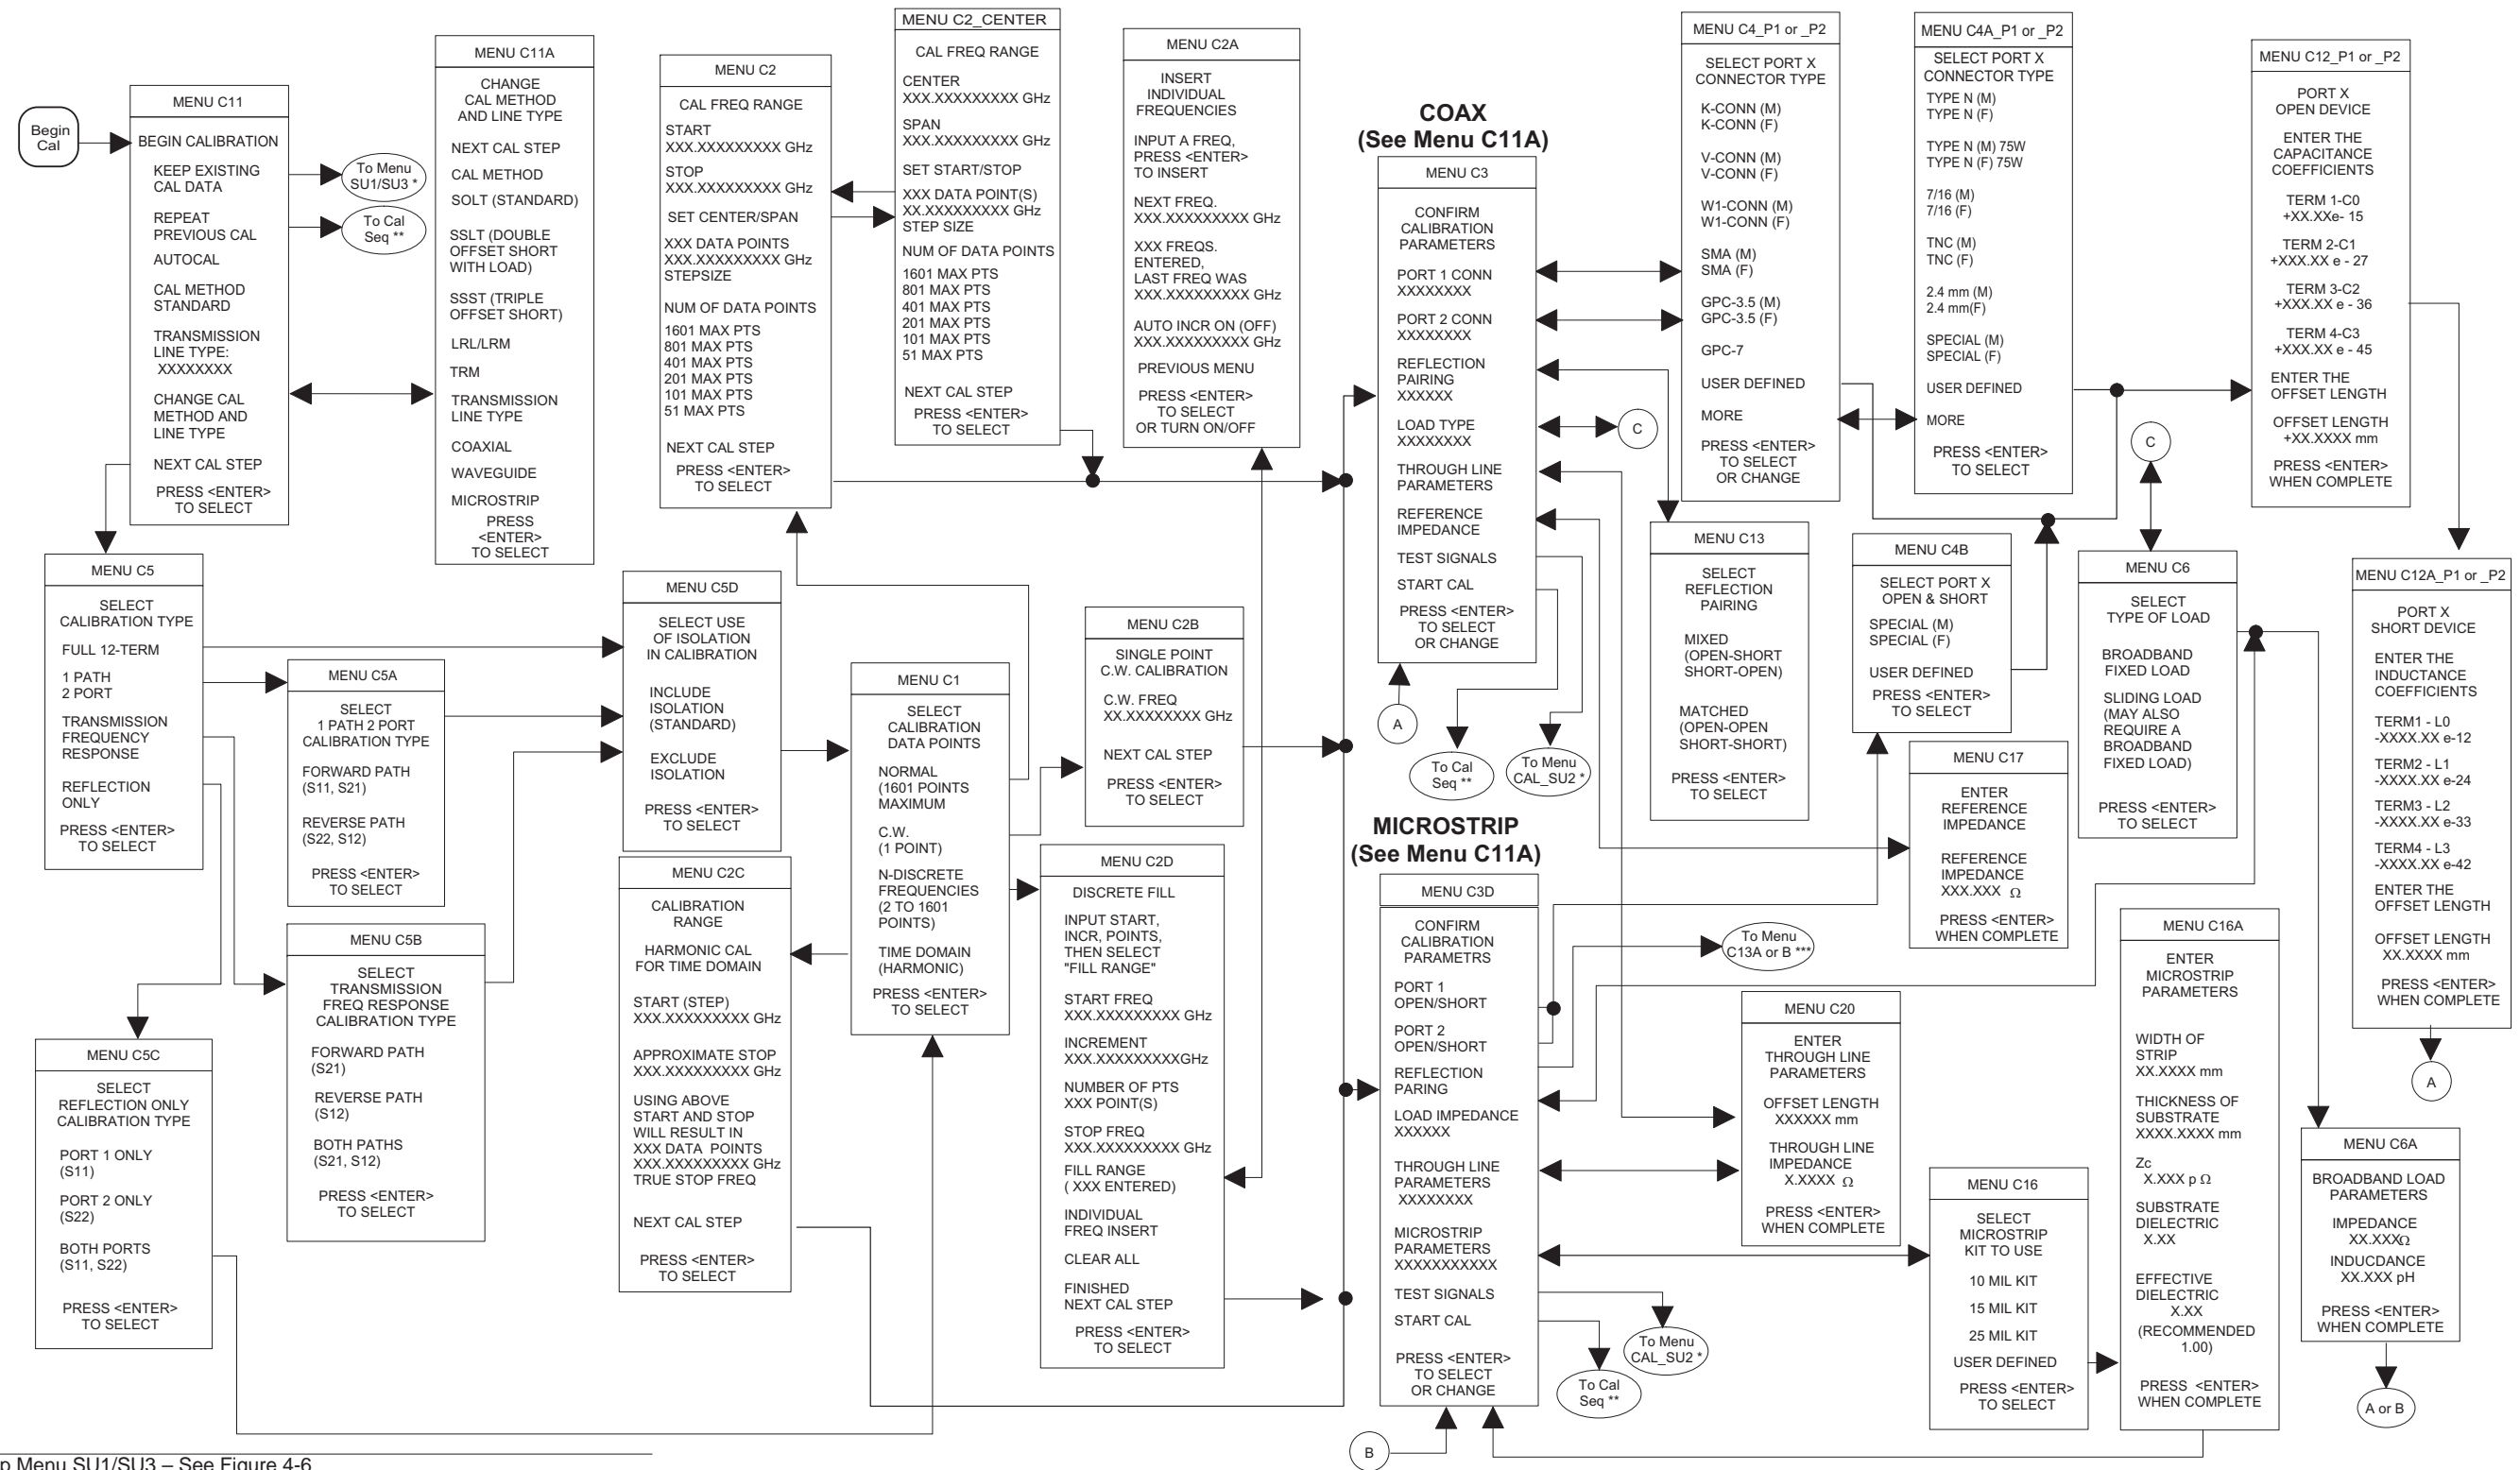 Begin
Cal
MENU C11
BEGIN CALIBRATION
KEEP EXISTING
CAL DATA
REPEAT
PREVIOUS CAL
AUTOCAL
CAL METHOD
STANDARD
TRANSMISSION
LINE TYPE:
XXXXXXXX
CHANGE CAL
METHOD AND
LINE TYPE
NEXT CAL STEP
PRESS <ENTER>
TO SELECT
To Menu
SU1/SU3 *
To Cal
Seq **
MENU C11A
CHANGE
CAL METHOD
AND LINE TYPE
NEXT CAL STEP
CAL METHOD
SOLT (STANDARD)
SSLT (DOUBLE
OFFSET SHORT
WITH LOAD)
SSST (TRIPLE
OFFSET SHORT)
LRL/LRM
TRM
TRANSMISSION
LINE TYPE
COAXIAL
WAVEGUIDE
MICROSTRIP
PRESS
<ENTER>
TO SELECT
MENU C2
CAL FREQ RANGE
START
XXX.XXXXXXXXX GHz
STOP
XXX.XXXXXXXXX GHz
SET CENTER/SPAN
XXX DATA POINTS
XXX.XXXXXXXXX GHz
STEPSIZE
NUM OF DATA POINTS
1601 MAX PTS
801 MAX PTS
401 MAX PTS
201 MAX PTS
101 MAX PTS
51 MAX PTS
NEXT CAL STEP
PRESS <ENTER>
TO SELECT
MENU C2_CENTER
CAL FREQ RANGE
CENTER
XXX.XXXXXXXXX GHz
SPAN
XXX.XXXXXXXXX GHz
SET START/STOP
XXX DATA POINT(S)
XX.XXXXXXXXX GHz
STEP SIZE
NUM OF DATA POINTS
1601 MAX PTS
801 MAX PTS
401 MAX PTS
201 MAX PTS
101 MAX PTS
51 MAX PTS
NEXT CAL STEP
PRESS <ENTER>
TO SELECT
MENU C2A
INSERT
INDIVIDUAL
FREQUENCIES
INPUT A FREQ,
PRESS <ENTER>
TO INSERT
NEXT FREQ.
XXX.XXXXXXXXX GHz
XXX FREQS.
ENTERED,
LAST FREQ WAS
XXX.XXXXXXXXX GHz
AUTO INCR ON (OFF)
XXX.XXXXXXXXX GHz
PREVIOUS MENU
PRESS <ENTER>
TO SELECT
OR TURN ON/OFF
COAX
(See Menu C11A)
MENU C3
CONFIRM
CALIBRATION
PARAMETERS
PORT 1 CONN
XXXXXXXX
PORT 2 CONN
XXXXXXXX
REFLECTION
PAIRING
XXXXXX
LOAD TYPE
XXXXXXXX
THROUGH LINE
PARAMETERS
REFERENCE
IMPEDANCE
TEST SIGNALS
START CAL
PRESS <ENTER>
TO SELECT
OR CHANGE
A
C
To Cal
Seq **
To Menu
CAL_SU2 *
MENU C4_P1 or _P2
SELECT PORT X
CONNECTOR TYPE
K-CONN (M)
K-CONN (F)
V-CONN (M)
V-CONN (F)
W1-CONN (M)
W1-CONN (F)
SMA (M)
SMA (F)
GPC-3.5 (M)
GPC-3.5 (F)
GPC-7
USER DEFINED
MORE
PRESS <ENTER>
TO SELECT
OR CHANGE
MENU C4A_P1 or _P2
SELECT PORT X
CONNECTOR TYPE
TYPE N (M)
TYPE N (F)
TYPE N (M) 75W
TYPE N (F) 75W
7/16 (M)
7/16 (F)
TNC (M)
TNC (F)
2.4 mm (M)
2.4 mm(F)
SPECIAL (M)
SPECIAL (F)
USER DEFINED
MORE
PRESS <ENTER>
TO SELECT
MENU C12_P1 or _P2
PORT X
OPEN DEVICE
ENTER THE
CAPACITANCE
COEFFICIENTS
TERM 1-C0
+XX.XXe- 15
TERM 2-C1
+XXX.XX e - 27
TERM 3-C2
+XXX.XX e - 36
TERM 4-C3
+XXX.XX e - 45
ENTER THE
OFFSET LENGTH
OFFSET LENGTH
+XX.XXXX mm
PRESS <ENTER>
WHEN COMPLETE
MENU C5
SELECT
CALIBRATION TYPE
FULL 12-TERM
1 PATH
2 PORT
TRANSMISSION
FREQUENCY
RESPONSE
REFLECTION
ONLY
PRESS <ENTER>
TO SELECT
MENU C5A
SELECT
1 PATH 2 PORT
CALIBRATION TYPE
FORWARD PATH
(S11, S21)
REVERSE PATH
(S22, S12)
PRESS <ENTER>
TO SELECT
MENU C5B
SELECT
TRANSMISSION
FREQ RESPONSE
CALIBRATION TYPE
FORWARD PATH
(S21)
REVERSE PATH
(S12)
BOTH PATHS
(S21, S12)
PRESS <ENTER>
TO SELECT
MENU C5C
SELECT
REFLECTION ONLY
CALIBRATION TYPE
PORT 1 ONLY
(S11)
PORT 2 ONLY
(S22)
BOTH PORTS
(S11, S22)
PRESS <ENTER>
TO SELECT
MENU C5D
SELECT USE
OF ISOLATION
IN CALIBRATION
INCLUDE
ISOLATION
(STANDARD)
EXCLUDE
ISOLATION
PRESS <ENTER>
TO SELECT
MENU C2C
CALIBRATION
RANGE
HARMONIC CAL
FOR TIME DOMAIN
START (STEP)
XXX.XXXXXXXXX GHz
APPROXIMATE STOP
XXX.XXXXXXXXX GHz
USING ABOVE
START AND STOP
WILL RESULT IN
XXX DATA POINTS
XXX.XXXXXXXXX GHz
TRUE STOP FREQ
NEXT CAL STEP
PRESS <ENTER>
TO SELECT
MENU C1
SELECT
CALIBRATION
DATA POINTS
NORMAL
(1601 POINTS
MAXIMUM
C.W.
(1 POINT)
N-DISCRETE
FREQUENCIES
(2 TO 1601
POINTS)
TIME DOMAIN
(HARMONIC)
PRESS <ENTER>
TO SELECT
MENU C2B
SINGLE POINT
C.W. CALIBRATION
C.W. FREQ
XX.XXXXXXXX GHz
NEXT CAL STEP
PRESS <ENTER>
TO SELECT
MENU C2D
DISCRETE FILL
INPUT START,
INCR, POINTS,
THEN SELECT
"FILL RANGE"
START FREQ
XXX.XXXXXXXXX GHz
INCREMENT
XXX.XXXXXXXXXGHz
NUMBER OF PTS
XXX POINT(S)
STOP FREQ
XXX.XXXXXXXXX GHz
FILL RANGE
( XXX ENTERED)
INDIVIDUAL
FREQ INSERT
CLEAR ALL
FINISHED
NEXT CAL STEP
PRESS <ENTER>
TO SELECT
MICROSTRIP
(See Menu C11A)
MENU C3D
CONFIRM
CALIBRATION
PARAMETRS
PORT 1
OPEN/SHORT
PORT 2
OPEN/SHORT
REFLECTION
PARING
LOAD IMPEDANCE
XXXXXX
THROUGH LINE
PARAMETERS
XXXXXXXX
MICROSTRIP
PARAMETERS
XXXXXXXXXXX
TEST SIGNALS
START CAL
PRESS <ENTER>
TO SELECT
OR CHANGE
B
To Cal
Seq **
To Menu
CAL_SU2 *
To Menu
C13A or B ***
MENU C13
SELECT
REFLECTION
PAIRING
MIXED
(OPEN-SHORT
SHORT-OPEN)
MATCHED
(OPEN-OPEN
SHORT-SHORT)
PRESS <ENTER>
TO SELECT
MENU C4B
SELECT PORT X
OPEN & SHORT
SPECIAL (M)
SPECIAL (F)
USER DEFINED
PRESS <ENTER>
TO SELECT
MENU C17
ENTER
REFERENCE
IMPEDANCE
REFERENCE
IMPEDANCE
XXX.XXX Ω
PRESS <ENTER>
WHEN COMPLETE
MENU C20
ENTER
THROUGH LINE
PARAMETERS
OFFSET LENGTH
XXXXXX mm
THROUGH LINE
IMPEDANCE
X.XXXX Ω
PRESS <ENTER>
WHEN COMPLETE
MENU C16
SELECT
MICROSTRIP
KIT TO USE
10 MIL KIT
15 MIL KIT
25 MIL KIT
USER DEFINED
PRESS <ENTER>
TO SELECT
C
MENU C6
SELECT
TYPE OF LOAD
BROADBAND
FIXED LOAD
SLIDING LOAD
(MAY ALSO
REQUIRE A
BROADBAND
FIXED LOAD)
PRESS <ENTER>
TO SELECT
MENU C16A
ENTER
MICROSTRIP
PARAMETERS
WIDTH OF
STRIP
XX.XXXX mm
THICKNESS OF
SUBSTRATE
XXXX.XXXX mm
Zc
X.XXX p Ω
SUBSTRATE
DIELECTRIC
X.XX
EFFECTIVE
DIELECTRIC
X.XX
(RECOMMENDED
1.00)
PRESS <ENTER>
WHEN COMPLETE
MENU C12A_P1 or _P2
PORT X
SHORT DEVICE
ENTER THE
INDUCTANCE
COEFFICIENTS
TERM1 - L0
-XXXX.XX e-12
TERM2 - L1
-XXXX.XX e-24
TERM3 - L2
-XXXX.XX e-33
TERM4 - L3
-XXXX.XX e-42
ENTER THE
OFFSET LENGTH
OFFSET LENGTH
XX.XXXX mm
PRESS <ENTER>
WHEN COMPLETE
A
MENU C6A
BROADBAND LOAD
PARAMETERS
IMPEDANCE
XX.XXXΩ
INDUCDANCE
XX.XXX pH
PRESS <ENTER>
WHEN COMPLETE
A or B
p Menu SU1/SU3 – See Figure 4-6